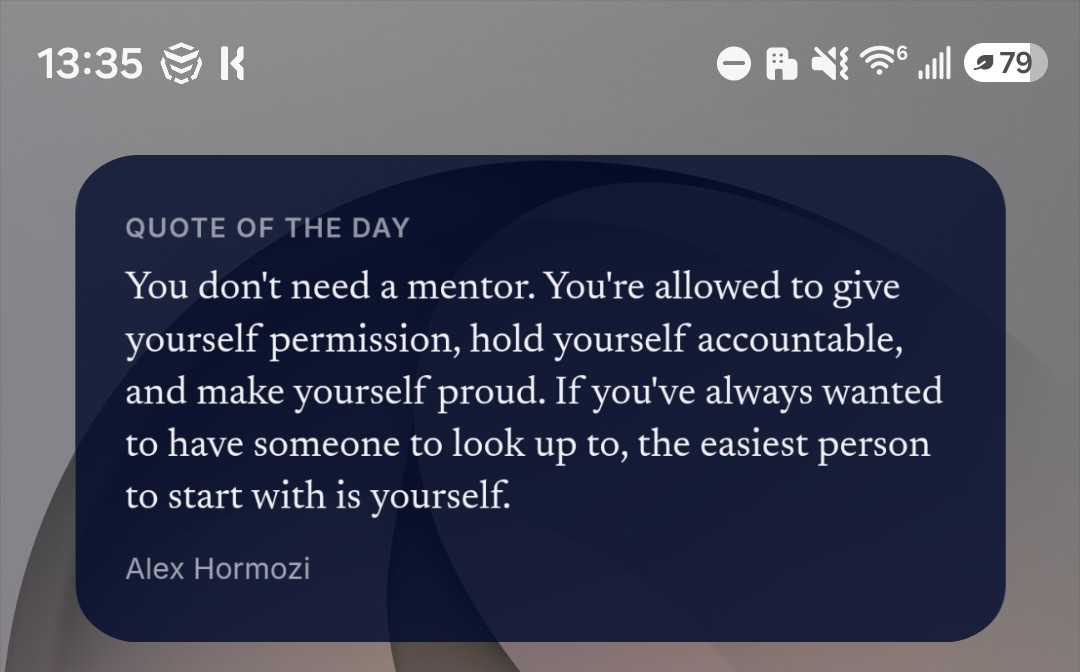 13:35
6
79
QUOTE OF THE DAY
You don't need a mentor. You're allowed to give
yourself permission, hold yourself accountable,
and make yourself proud. If you've always wanted
to have someone to look up to, the easiest person
to start with is yourself.
Alex Hormozi